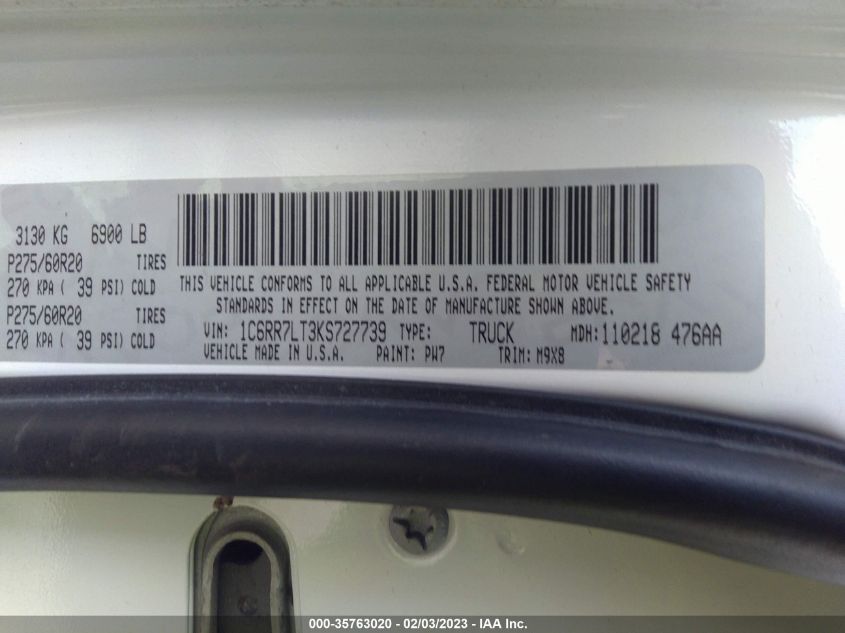 3130 KG 6900 LB
P275/60R20 TIRES
270 KPA ( 39 PSI) COLD
P275/60R20 TIRES
270 KPA ( 39 PSI) COLD
THIS VEHICLE CONFORMS TO ALL APPLICABLE U.S.A. FEDERAL MOTOR VEHICLE SAFETY
STANDARDS IN EFFECT ON THE DATE OF MANUFACTURE SHOWN ABOVE.
VIN: 1C6RR7LT3KS727739 TYPE: TRUCK MDH: 110218 476AA
VEHICLE MADE IN U.S.A. PAINT: PW7 TRIM: M9X8
000-35763020 - 02/03/2023 - IAA Inc.